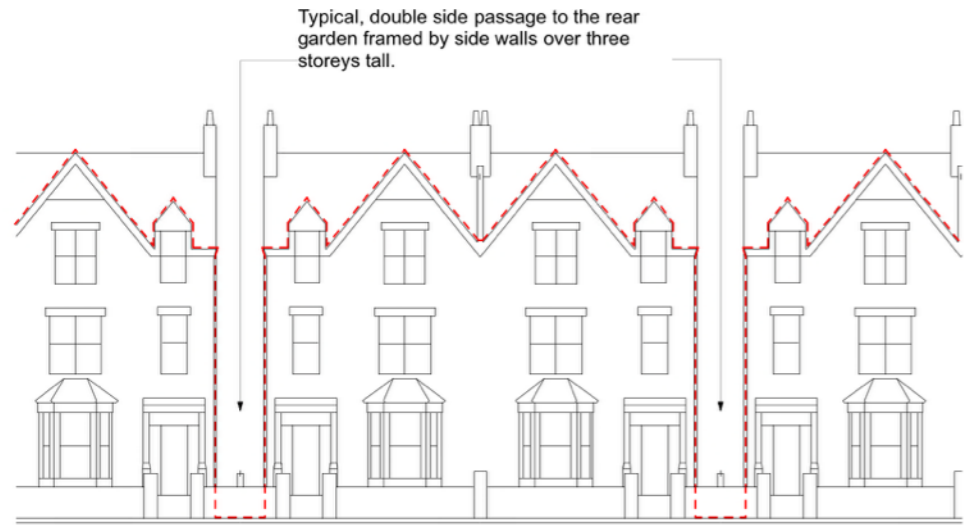 Typical, double side passage to the rear
garden framed by side walls over three
storeys tall.